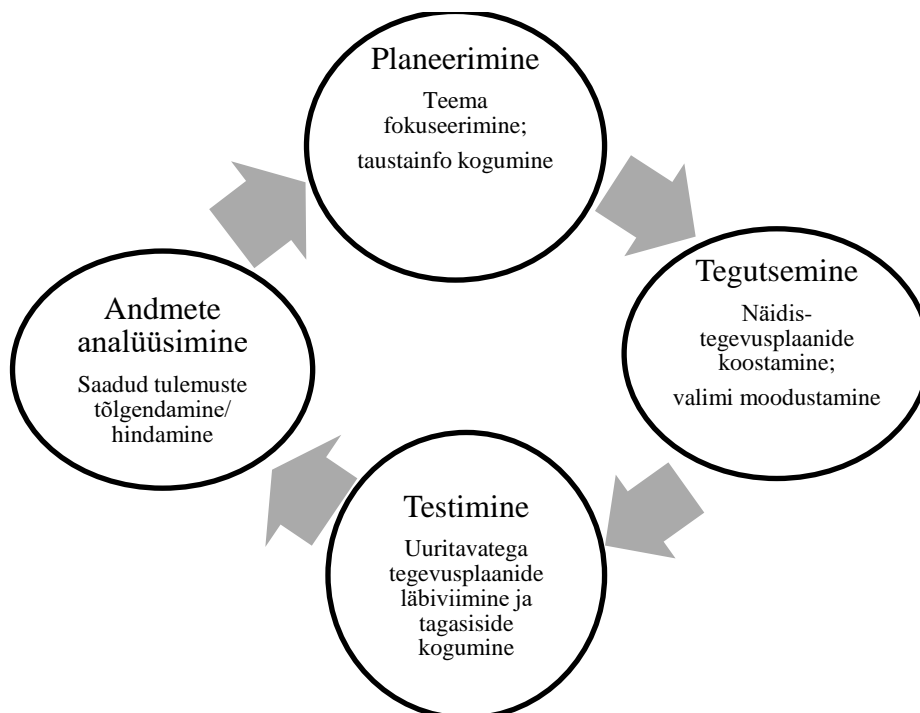 Planeerimine
Teema
fokuseerimine;
taustainfo kogumine
Tegutsemine
Näidis-
tegevusplaanide
koostamine;
valimi moodustamine
Testimine
Uuritavatega
tegevusplaanide
läbiviimine ja
tagasiside
kogumine
Andmete
analüüsimine
Saadud tulemuste
tõlgendamine/
hindamine